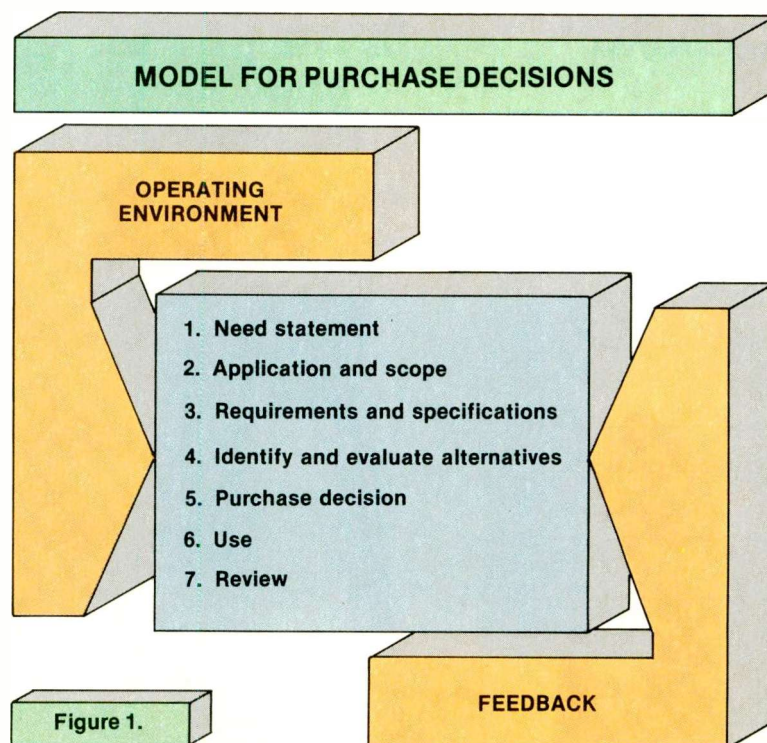 MODEL FOR PURCHASE DECISIONS
OPERATING
ENVIRONMENT
1. Need statement
2. Application and scope
3. Requirements and specifications
4. Identify and evaluate alternatives
5. Purchase decision
6. Use
7. Review
FEEDBACK
Figure 1.